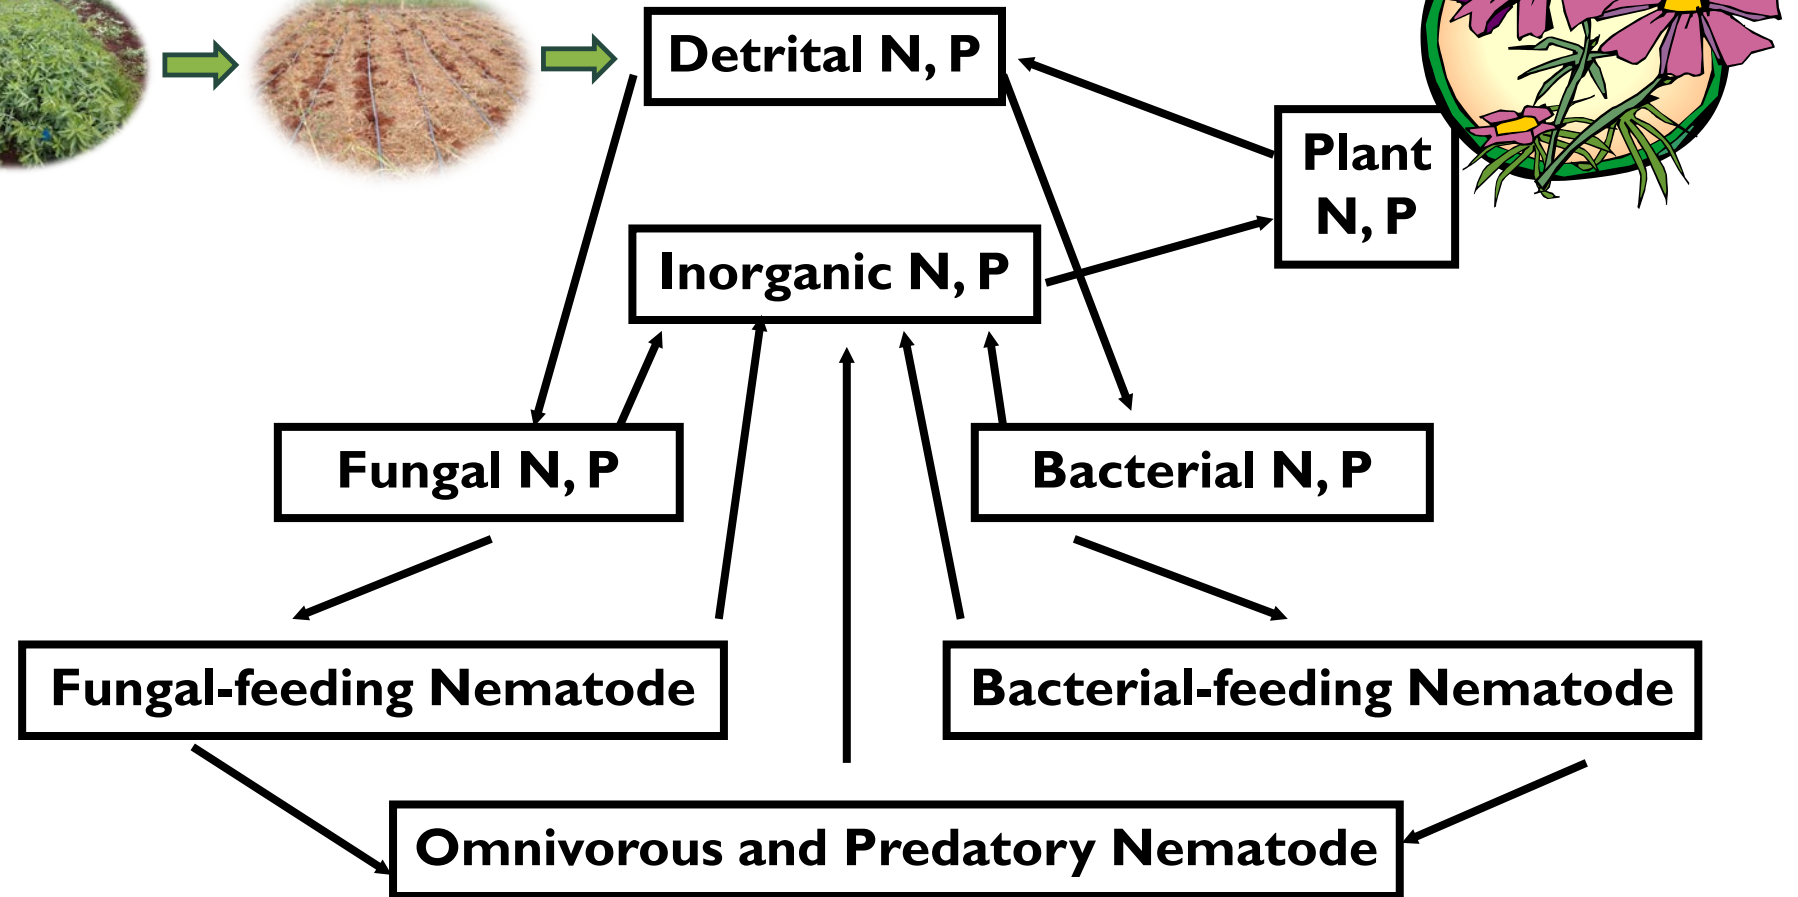 Detrital N, P
Plant
N, P
Inorganic N, P
Fungal N, P
Bacterial N, P
Fungal-feeding Nematode
Bacterial-feeding Nematode
Omnivorous and Predatory Nematode